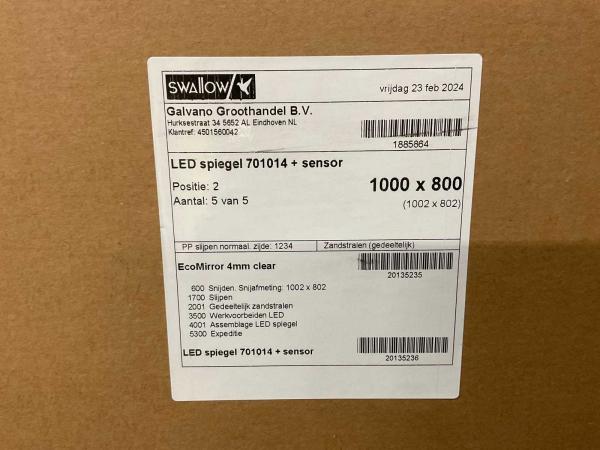 swallow
vrijdag 23 feb 2024
Galvano Groothandel B.V.
Hurksestraat 34 5652 AL Eindhoven NL
Klantref: 4501560042
1885864
LED spiegel 701014 + sensor
Positie: 2
1000 x 800
Aantal: 5 van 5
(1002 x 802)
PP slijpen normaal. zijde: 1234
Zandstralen (gedeeltelijk)
EcoMirror 4mm clear
20135235
600 Snijden. Snijafmeting: 1002 x 802
1700 Slijpen
2001 Gedeeltelijk zandstralen
3500 Werkvoorbeiden LED
4001 Assemblage LED spiegel
5300 Expeditie
LED spiegel 701014 + sensor
20135236